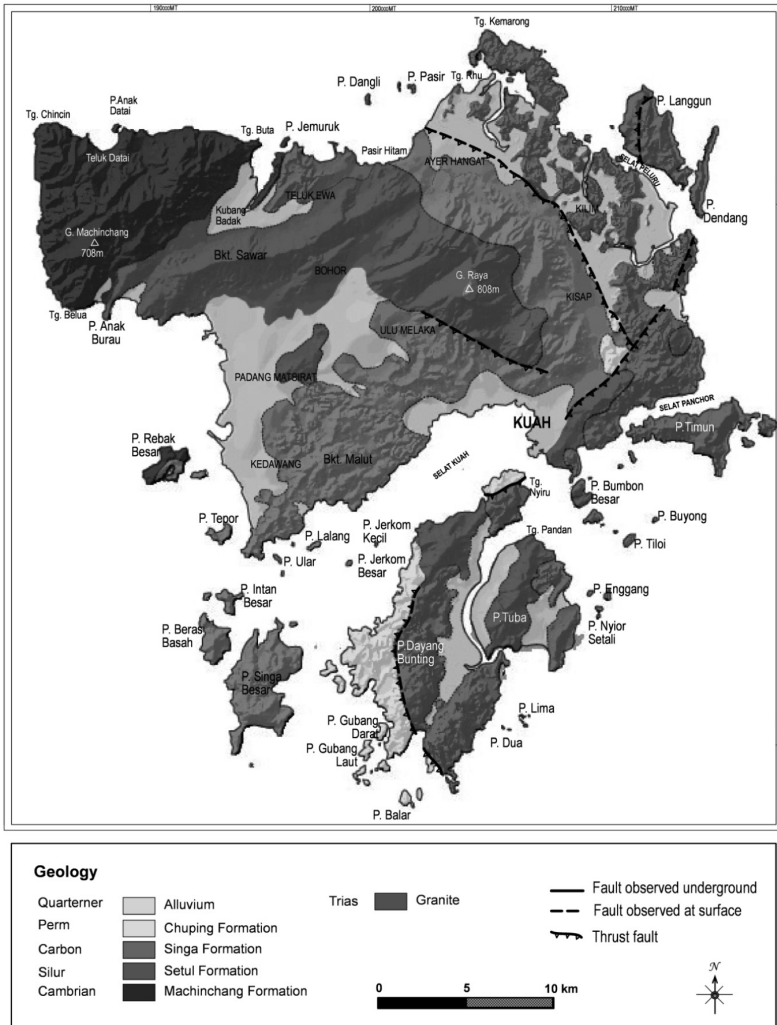 190000MT
200000MT
210000MT
Tg. Kemarong
P. Pasir
Tg. Rhu
P. Dangli
P. Langgun
P.Anak
Datai
Tg. Chincin
Tg. Buta
P. Jemuruk
Teluk Datai
Pasir Hitam
AYER HANGAT
SELAT PELURU
TELUK EWA
KILIM
P.
Dendang
Kubang
Badak
G. Machinchang
708m
Bkt. Sawar
BOHOR
G. Raya
808m
KISAP
Tg. Belua
P. Anak
Burau
ULU MELAKA
PADANG MATSIRAT
SELAT PANCHOR
KUAH
P.Timun
P. Rebak
Besar
KEDAWANG
Bkt. Malut
SELAT KUAH
Tg.
Nyiru
P. Bumbon
Besar
P. Buyong
P. Tepor
P. Lalang
P. Jerkom
Kecil
Tg. Pandan
P. Tiloi
P. Ular
P. Jerkom
Besar
P. Intan
Besar
P. Enggang
P. Beras
Basah
P.Tuba
P. Nyior
Setali
P.Dayang
Bunting
P. Singa
Besar
P. Lima
P. Gubang
Darat
P. Dua
P. Gubang
Laut
P. Balar
Geology
Quarterner Alluvium
Perm Chuping Formation
Carbon Singa Formation
Silur Setul Formation
Cambrian Machinchang Formation
Trias Granite
Fault observed underground
Fault observed at surface
Thrust fault
0 5 10 km
N